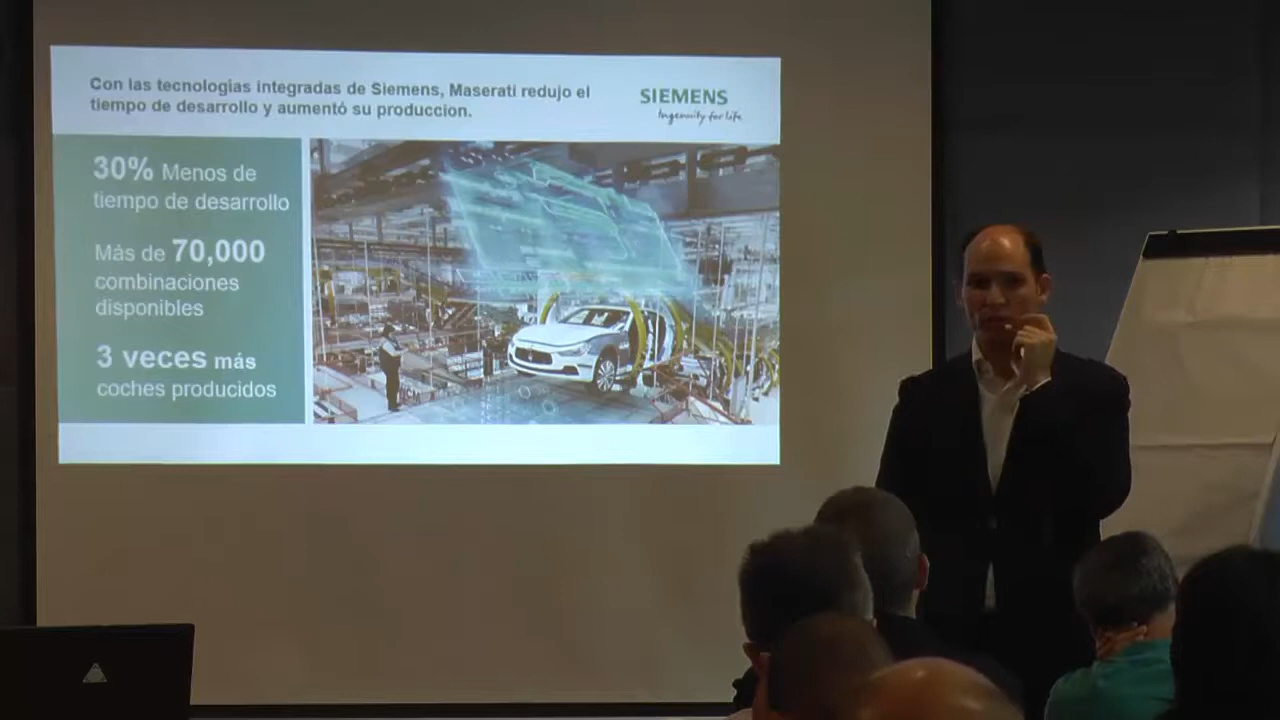 Con las tecnologías integradas de Siemens, Maserati redujo el
tiempo de desarrollo y aumentó su produccion.
SIEMENS
Ingenuity for life
30% Menos de
tiempo de desarrollo
Más de 70,000
combinaciones
disponibles
3 veces más
coches producidos